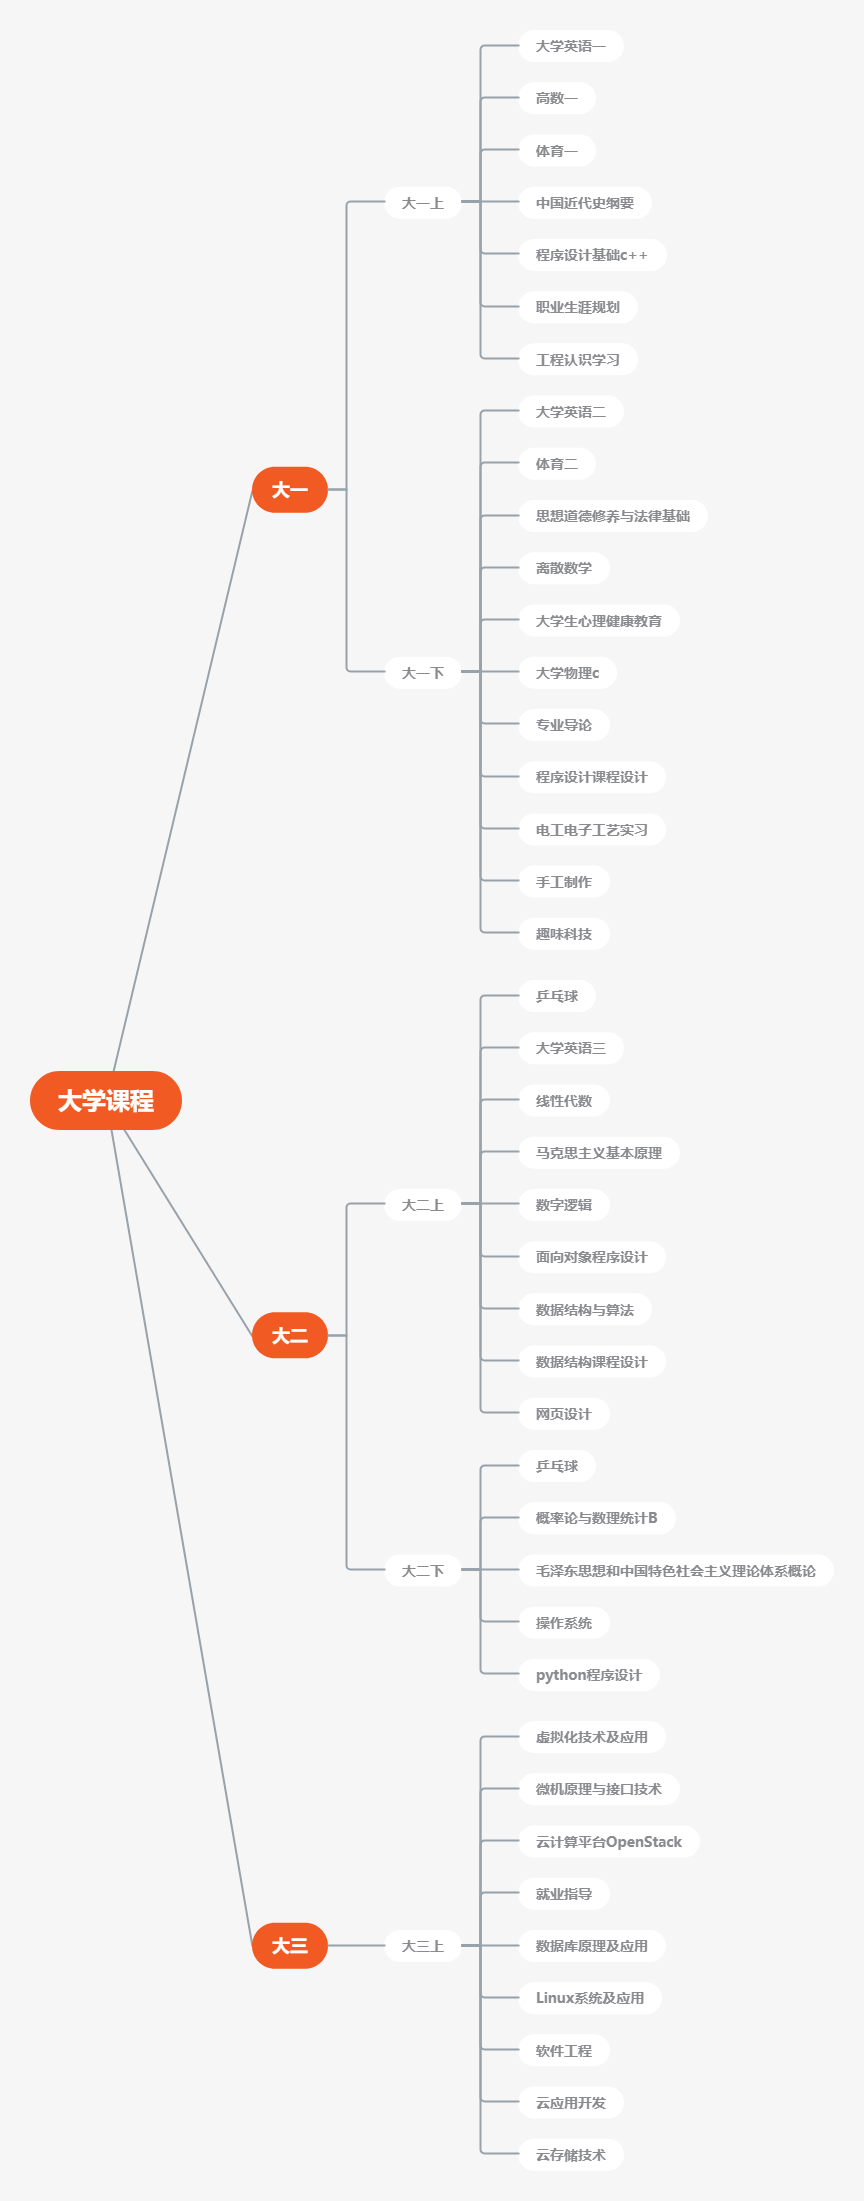 大学课程
大一
大一上
大学英语一
高数一
体育一
中国近代史纲要
程序设计基础c++
职业生涯规划
工程认识学习
大一下
大学英语二
体育二
思想道德修养与法律基础
离散数学
大学生心理健康教育
大学物理c
专业导论
程序设计课程设计
电工电子工艺实习
手工制作
趣味科技
大二
大二上
乒乓球
大学英语三
线性代数
马克思主义基本原理
数字逻辑
面向对象程序设计
数据结构与算法
数据结构课程设计
网页设计
大二下
乒乓球
概率论与数理统计B
毛泽东思想和中国特色社会主义理论体系概论
操作系统
python程序设计
大三
大三上
虚拟化技术及应用
微机原理与接口技术
云计算平台OpenStack
就业指导
数据库原理及应用
Linux系统及应用
软件工程
云应用开发
云存储技术